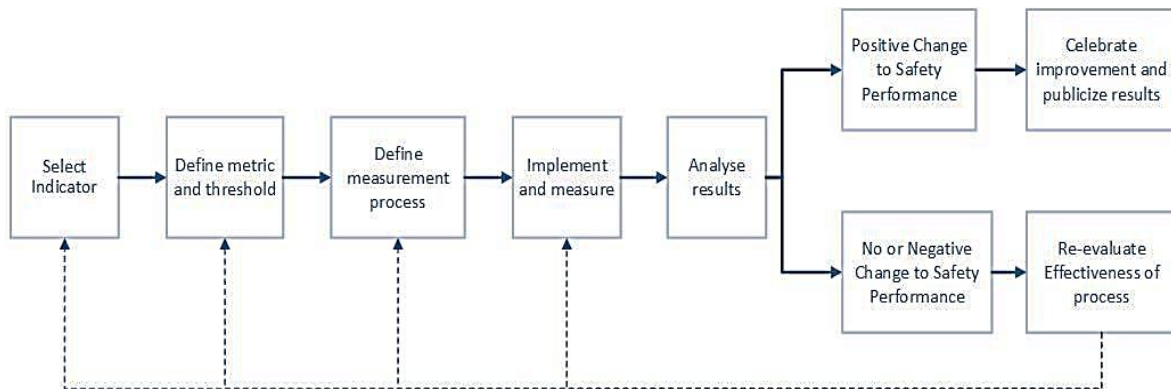 Select
Indicator
Define metric
and threshold
Define
measurement
process
Implement
and measure
Analyse
results
Positive Change
to Safety
Performance
Celebrate
improvement and
publicize results
No or Negative
Change to Safety
Performance
Re-evaluate
Effectiveness of
process